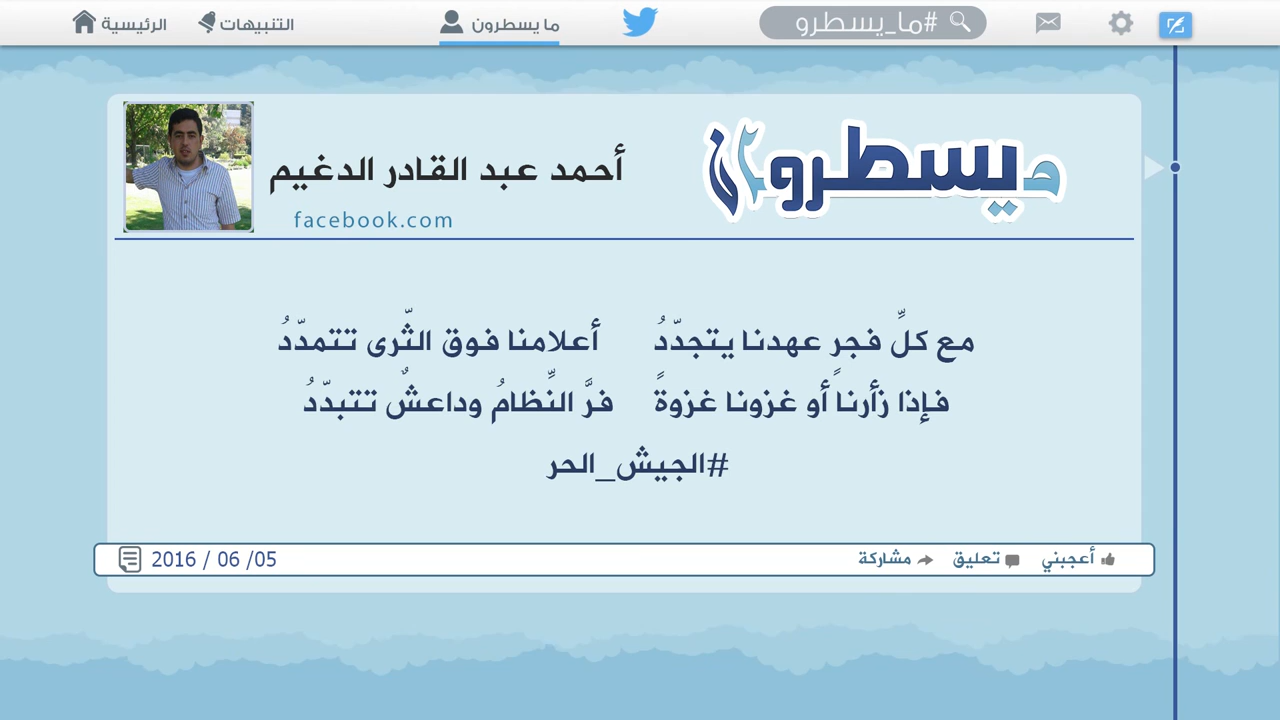 الرئيسية
التنبيهات
ما يسطرون
#ما_يسطرو
أحمد عبد القادر الدغيم
facebook.com
يسطرون
مع كلِّ فجرٍ عهدنا يتجدّدُ أعلامنا فوق الثّرى تتمدّدُ
فإذا زأرنا أو غزونا غزوةً فرَّ النِّظامُ وداعشٌ تتبدّدُ
#الجيش_الحر
أعجبني تعليق مشاركة
2016 / 06 /05